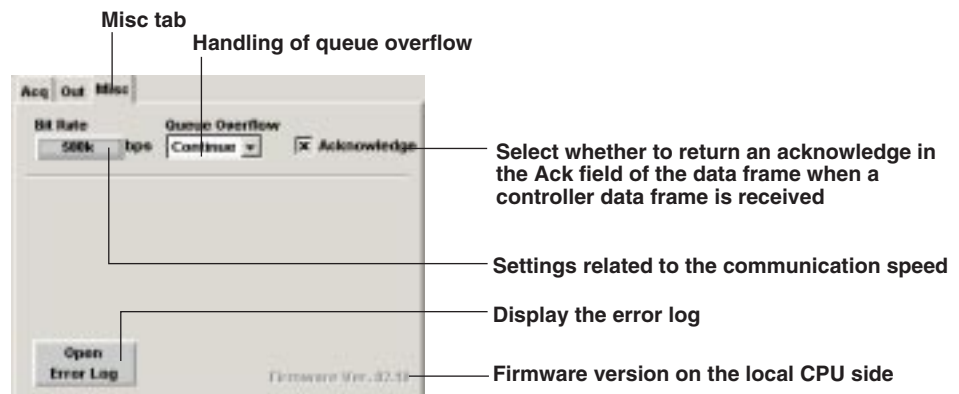 Misc tab
Handling of queue overflow
Acq Out Misc
Bit Rate
Queue Overflow
500k bps
Continue
Acknowledge
Select whether to return an acknowledge in
the Ack field of the data frame when a
controller data frame is received
Settings related to the communication speed
Display the error log
Open
Error Log
Firmware Ver.
Firmware version on the local CPU side